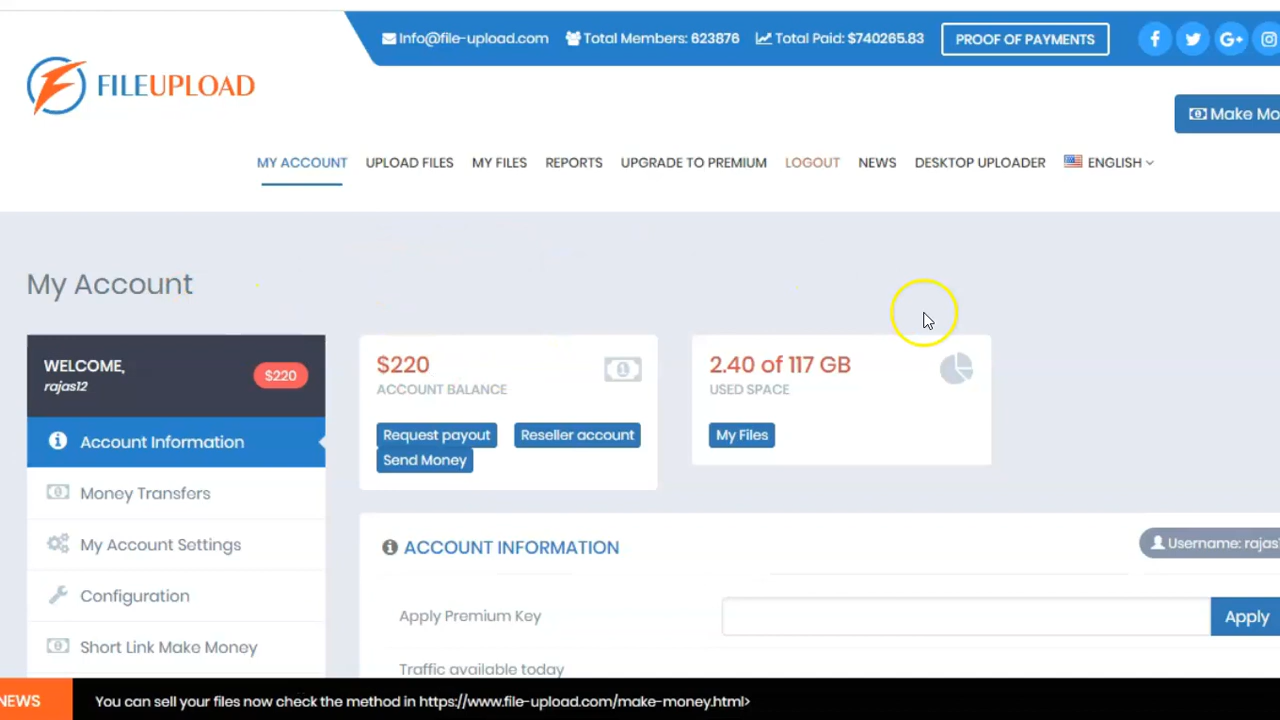 Info@file-upload.com Total Members: 623876 Total Paid: $740265.83 PROOF OF PAYMENTS
FILEUPLOAD
Make Mo
MY ACCOUNT UPLOAD FILES MY FILES REPORTS UPGRADE TO PREMIUM LOGOUT NEWS DESKTOP UPLOADER ENGLISH
My Account
WELCOME,
rajas12
$220
Account Information
Money Transfers
My Account Settings
Configuration
Short Link Make Money
$220
ACCOUNT BALANCE
Request payout Reseller account
Send Money
2.40 of 117 GB
USED SPACE
My Files
ACCOUNT INFORMATION
Username: rajas1
Apply Premium Key
Apply
Traffic available today
NEWS You can sell your files now check the method in https://www.file-upload.com/make-money.html>